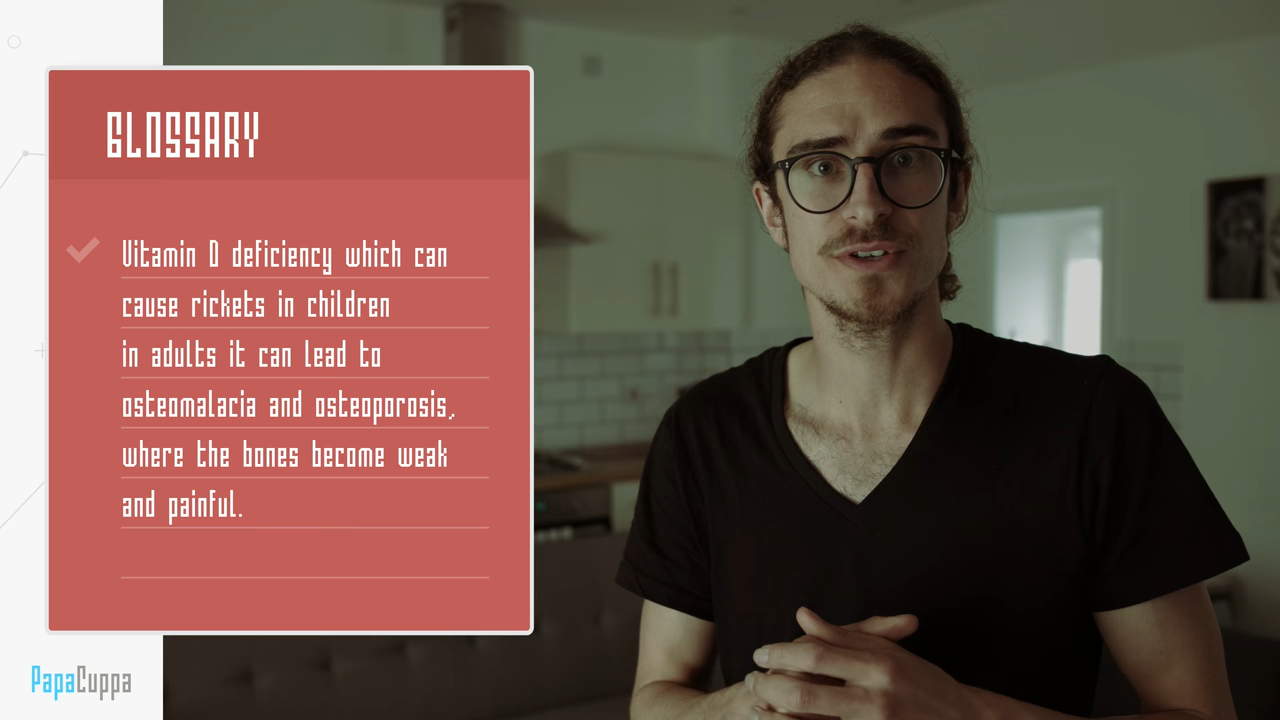 GLOSSARY
Vitamin D deficiency which can
cause rickets in children
in adults it can lead to
osteomalacia and osteoporosis,
where the bones become weak
and painful.
PapaCuppa